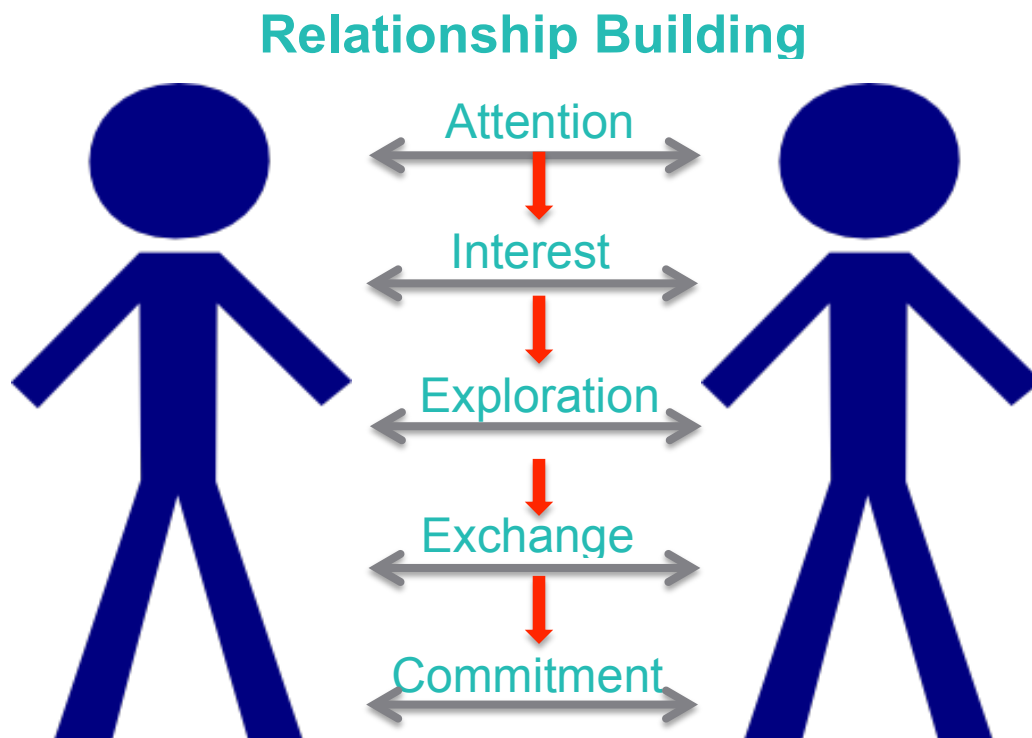 Relationship Building
Attention
Interest
Exploration
Exchange
Commitment